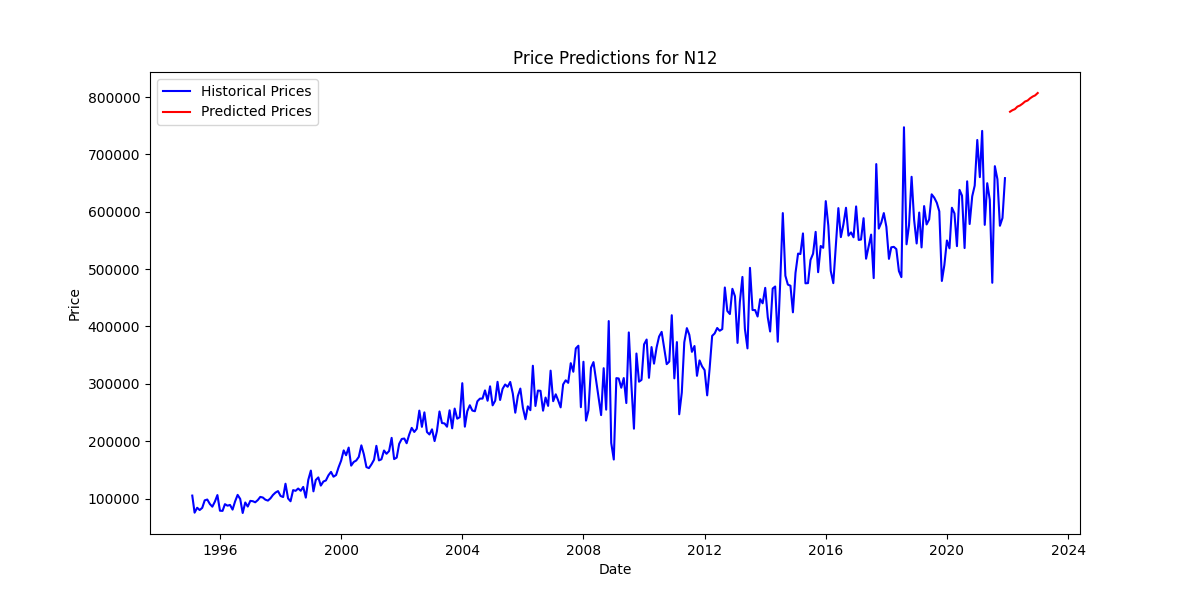 Price Predictions for N12
Historical Prices
Predicted Prices
800000
700000
600000
500000
400000
300000
200000
100000
Price
1996 2000 2004 2008 2012 2016 2020 2024
Date